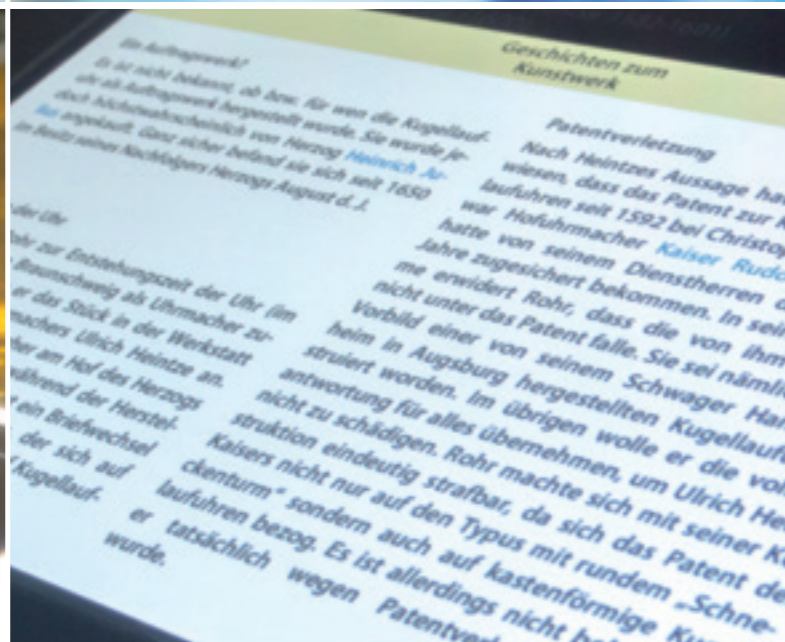 Geschichten zum
Kunstwerk
Ein Auftragswerk?
Es ist nicht bekannt, ob bzw. für wen die Kugellauf-
uhr als Auftragswerk hergestellt wurde. Sie wurde je-
doch höchstwahrscheinlich von Herzog Heinrich Ju-
lius angekauft. Ganz sicher befand sie sich seit 1650
im Besitz seines Nachfolgers Herzogs August d. J.
der Uhr
Rohr zur Entstehungszeit der Uhr (im
Braunschweig als Uhrmacher zu-
er das Stück in der Werkstatt
machers Ulrich Heintze an.
her am Hof des Herzogs
während der Herstel-
ein Briefwechsel
der sich auf
f Kugellauf-
Patentverletzung
Nach Heintzes Aussage ha
wiesen, dass das Patent zur K
laufuhren seit 1592 bei Christop
war Hofuhrmacher Kaiser Rudo
hatte von seinem Dienstherren d
Jahre zugesichert bekommen. In sein
me erwidert Rohr, dass die von ihm
nicht unter das Patent falle. Sie sei nämlic
Vorbild einer von seinem Schwager Han
heim in Augsburg hergestellten Kugellaufu
struiert worden. Im übrigen wolle er die vol
antwortung für alles übernehmen, um Ulrich He
nicht zu schädigen. Rohr machte sich mit seiner K
struktion eindeutig strafbar, da sich das Patent de
Kaisers nicht nur auf den Typus mit rundem „Schne-
ckenturm" sondern auch auf kastenförmige Ku
laufuhren bezog. Es ist allerdings nicht be
er tatsächlich wegen Patentverl
wurde.